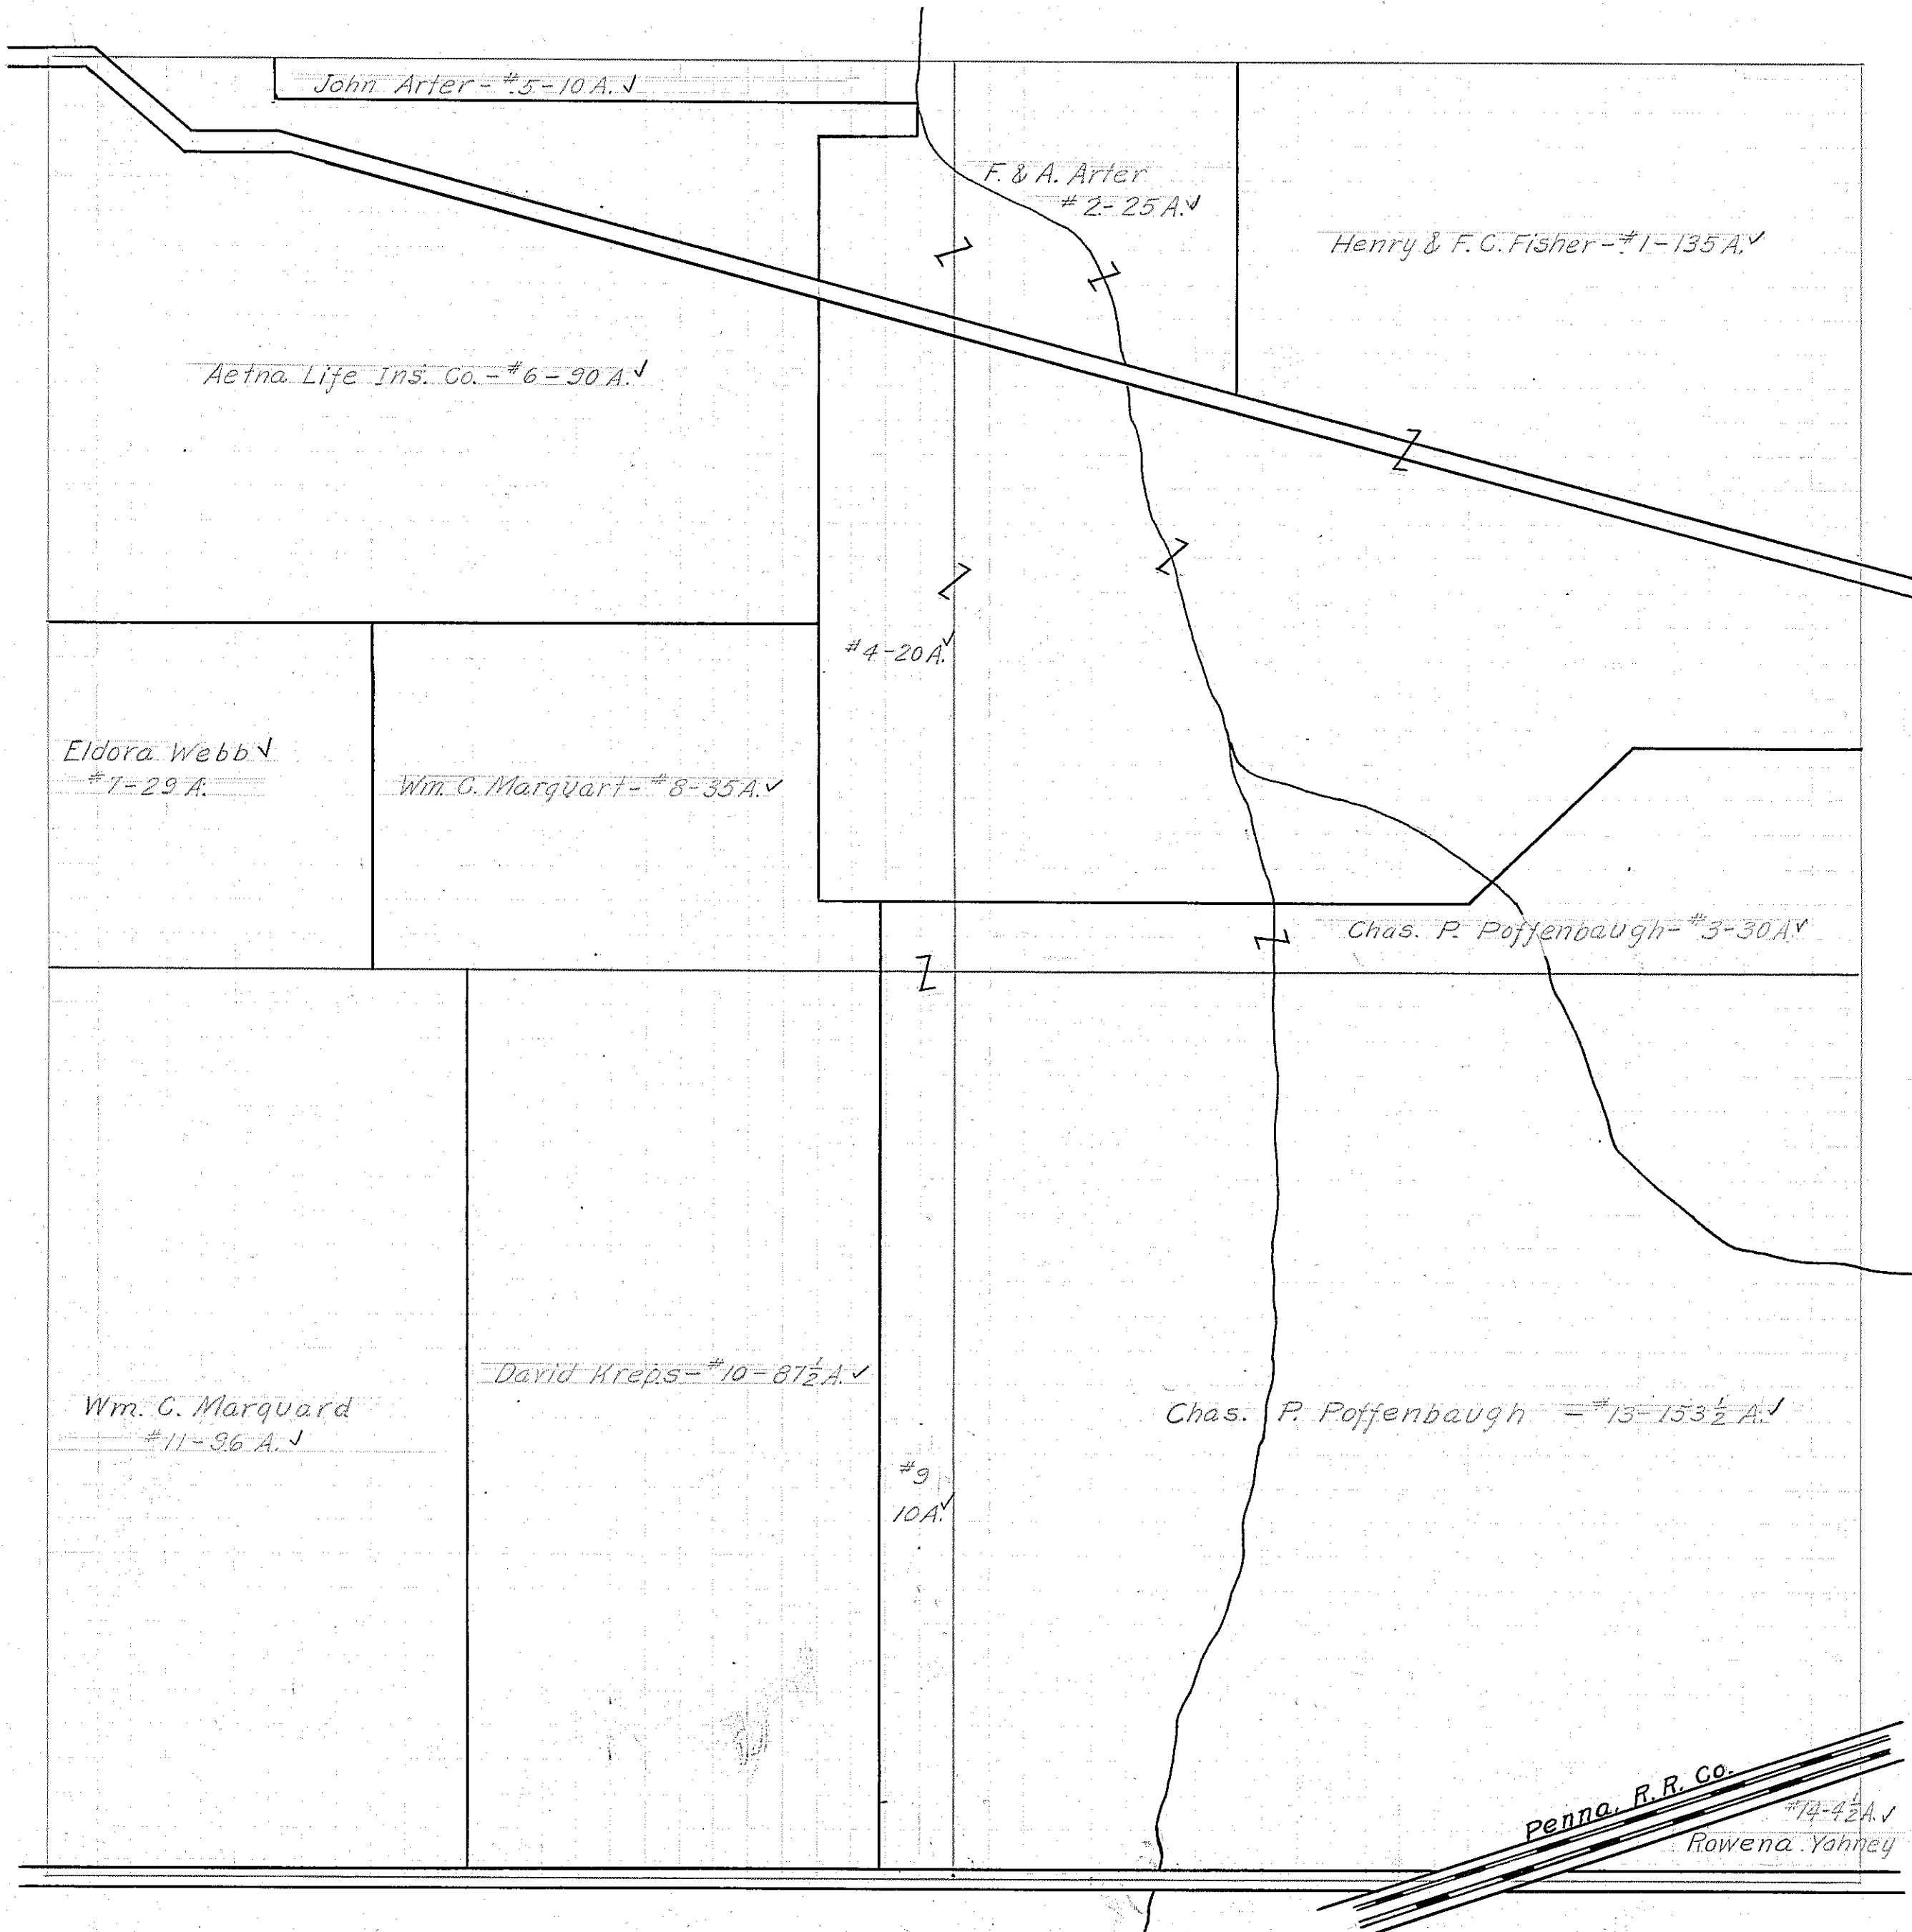 John Arter - #5-10 A. ✓
F. & A. Arter
#2-25 A. ✓
Henry & F. C. Fisher - #1-135 A. ✓
Aetna Life Ins. Co. - #6-90 A. ✓
#4-20 A. ✓
Eldora Webb ✓
#7-29 A.
Wm. C. Marquart - #8-35 A. ✓
Chas. P. Poffenbaugh - #3-30 A ✓
David Kreps - #10-87½ A. ✓
Wm. C. Marquard
#11-96 A. ✓
Chas. P. Poffenbaugh - #13-153½ A. ✓
#9
10 A. ✓
Penna. R. R. Co.
#14-4½ A. ✓
Rowena Yahney